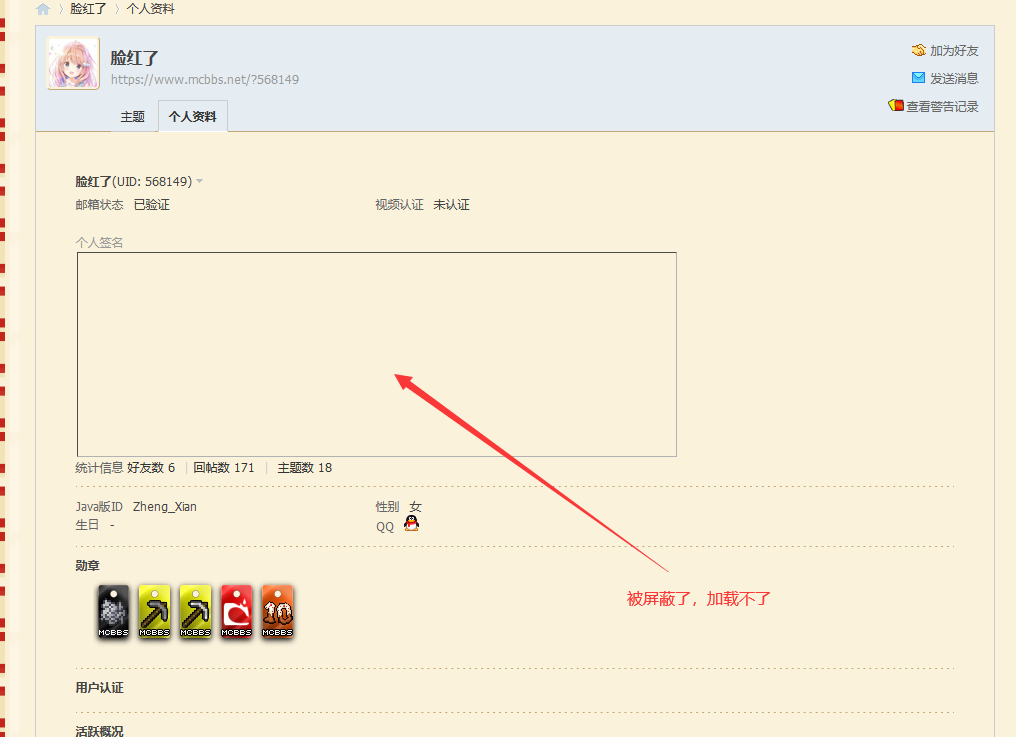 〉脸红了 〉个人资料
脸红了
https://www.mcbbs.net/?568149
加为好友
发送消息
查看警告记录
主题 个人资料
脸红了(UID: 568149)
邮箱状态 已验证 视频认证 未认证
个人签名
统计信息 好友数 6 | 回帖数 171 | 主题数 18
Java版ID Zheng_Xian 性别 女
生日 - QQ
勋章
MCBBS MCBBS MCBBS MCBBS 10 MCBBS
被屏蔽了，加载不了
用户认证
活跃概况